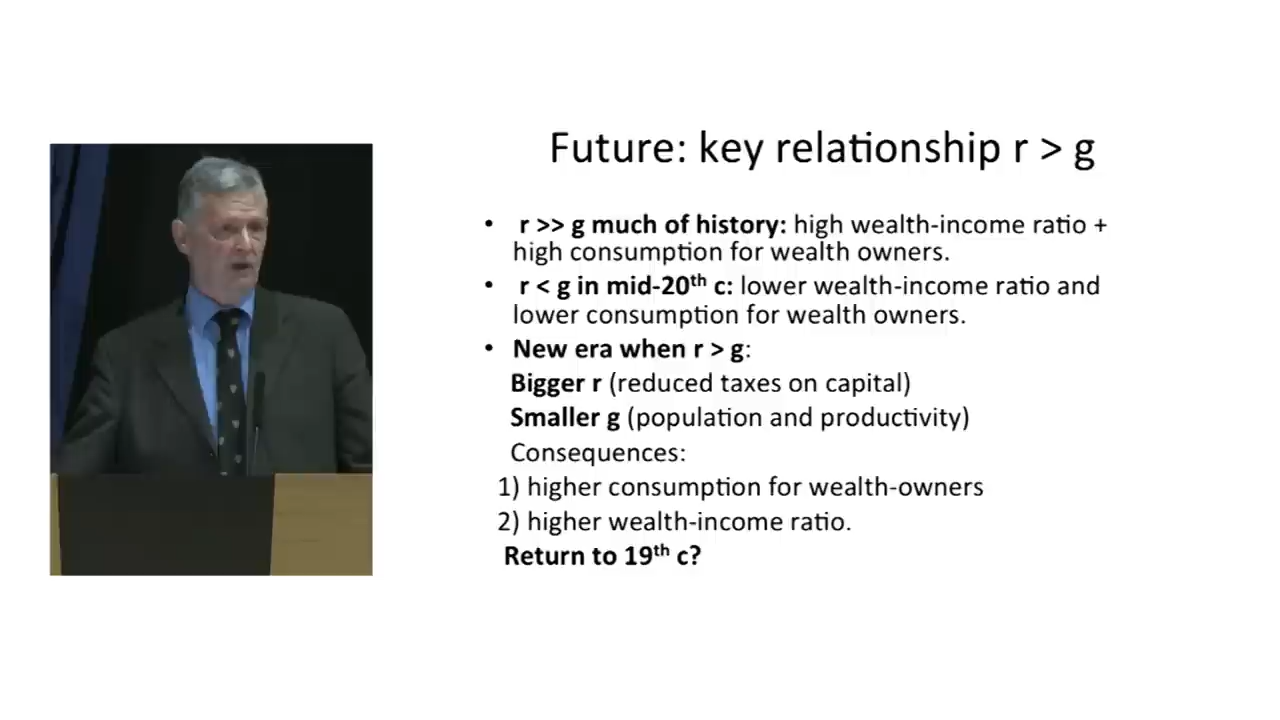 Future: key relationship r > g
• r >> g much of history: high wealth-income ratio +
high consumption for wealth owners.
• r < g in mid-20th c: lower wealth-income ratio and
lower consumption for wealth owners.
• New era when r > g:
Bigger r (reduced taxes on capital)
Smaller g (population and productivity)
Consequences:
1) higher consumption for wealth-owners
2) higher wealth-income ratio.
Return to 19th c?